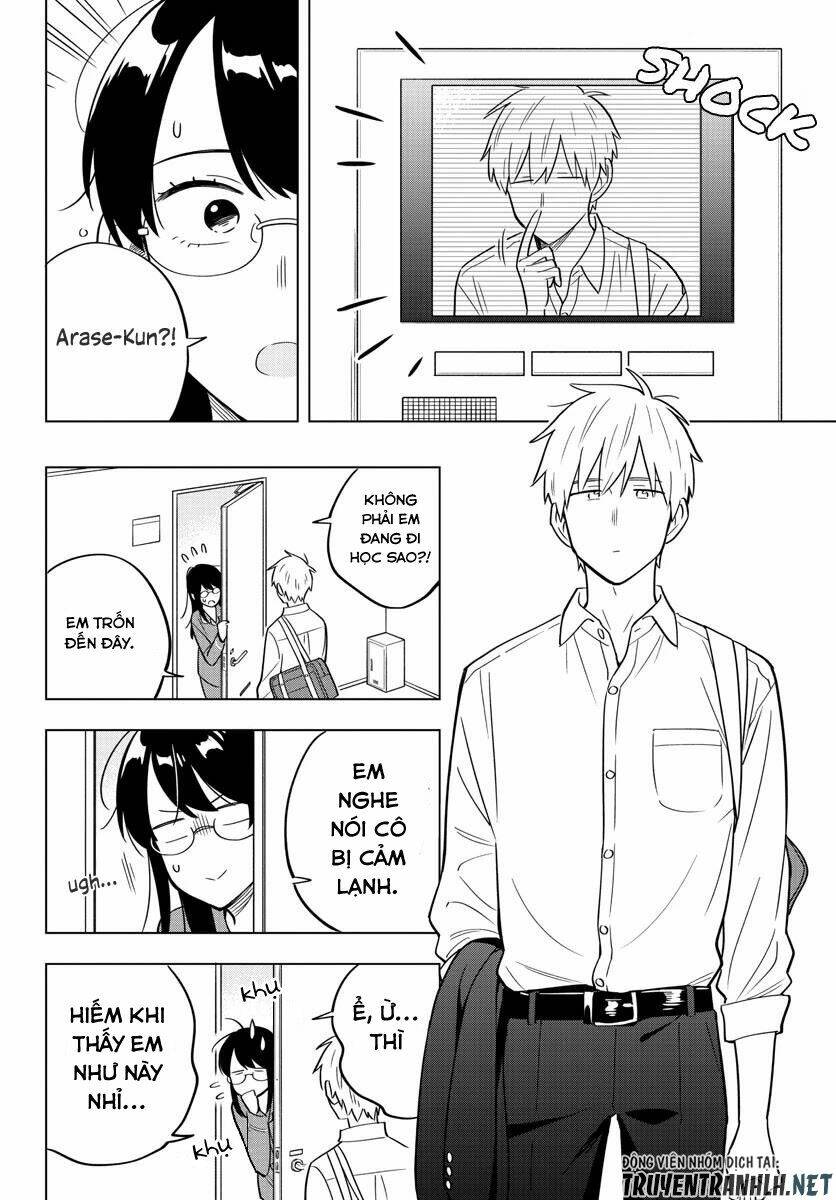 SHOCK
Arase-Kun?!
KHÔNG
PHẢI EM
ĐANG ĐI
HỌC SAO?!
EM TRỐN
ĐẾN ĐÂY.
EM
NGHE
NÓI CÔ
BỊ CẢM
LẠNH.
ugh...
Ể, Ừ...
THÌ
khụ
HIẾM KHI
THẤY EM
NHƯ NÀY
NHỈ...
khụ
ĐỘNG VIÊN NHÓM DỊCH TẠI:
TRUYENTRANHLH.NET